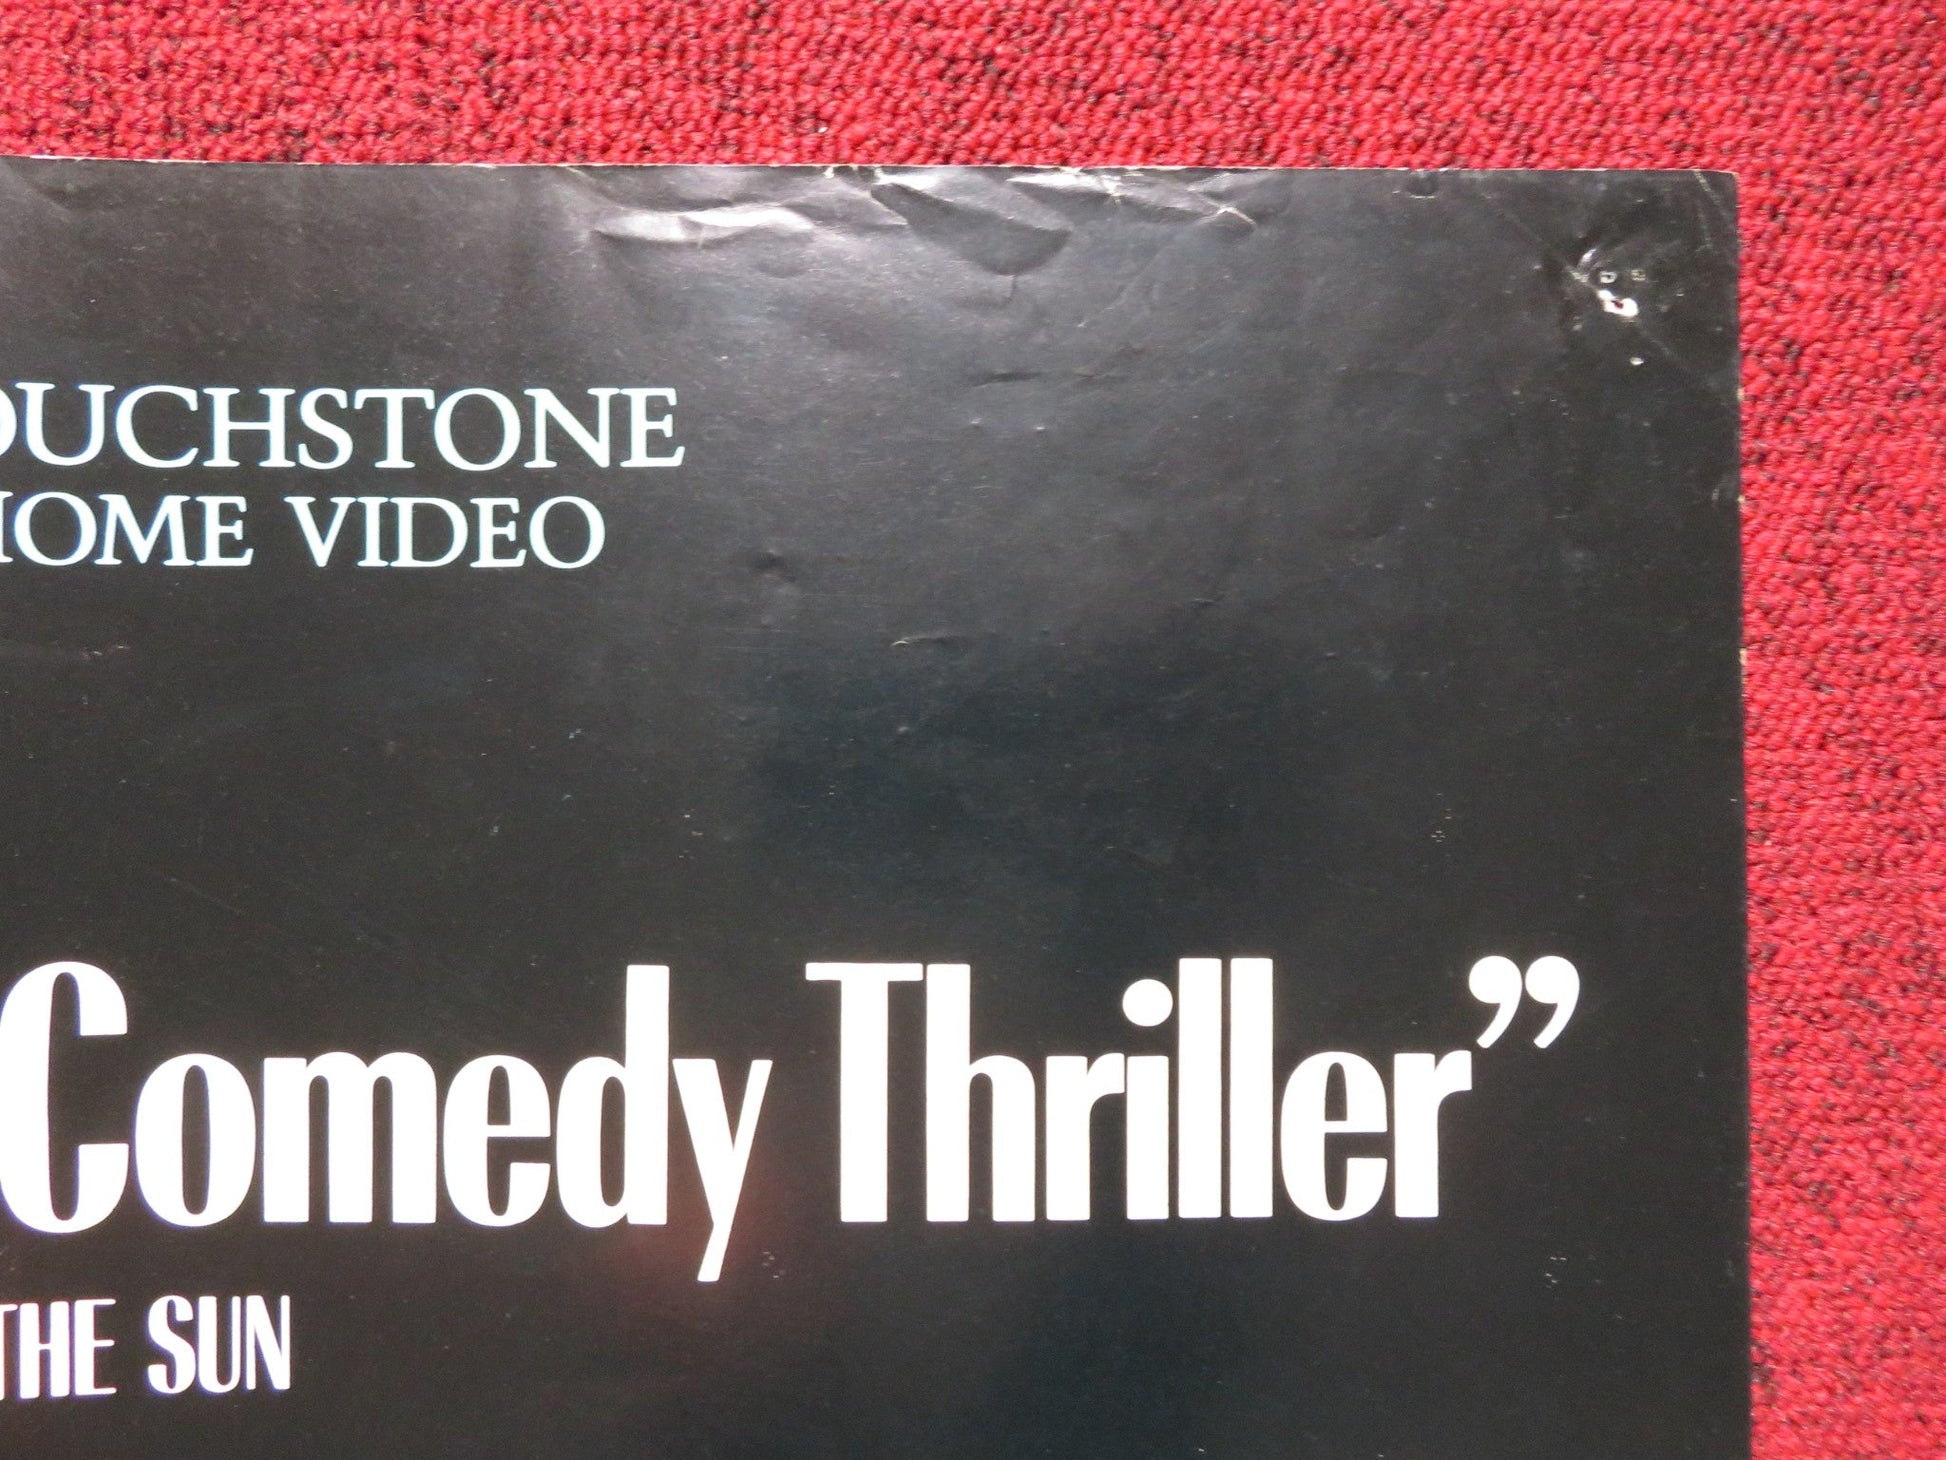 OUCHSTONE
HOME VIDEO
Comedy Thriller”
THE SUN